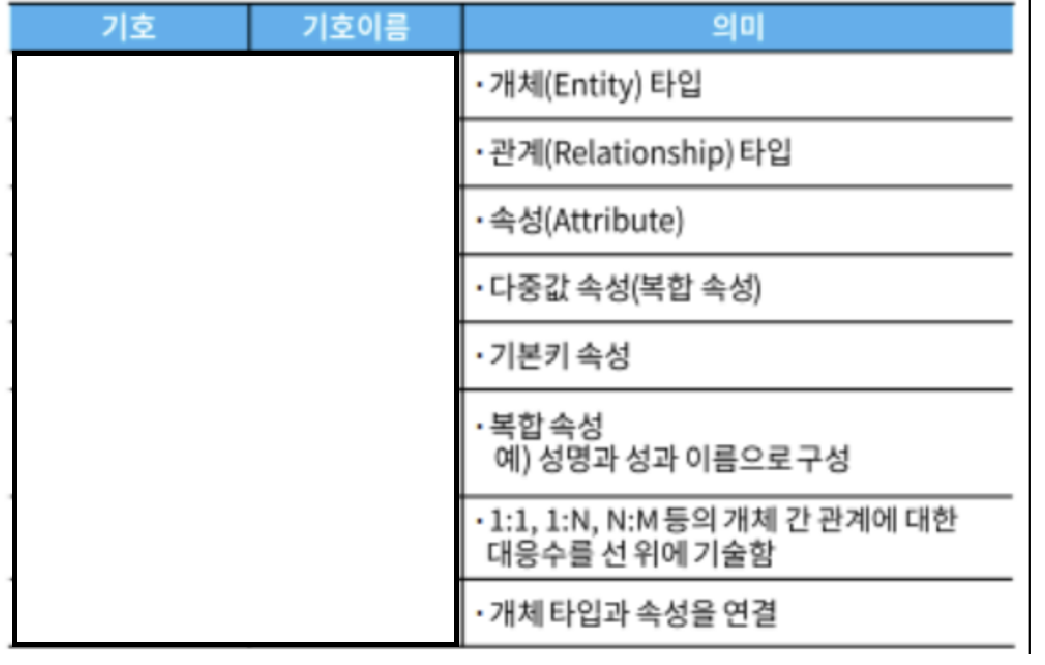 기호 기호이름 의미
· 개체(Entity) 타입
· 관계(Relationship) 타입
· 속성(Attribute)
· 다중값 속성(복합 속성)
· 기본키 속성
· 복합 속성
예) 성명과 성과 이름으로 구성
· 1:1, 1:N, N:M 등의 개체 간 관계에 대한
대응수를 선 위에 기술함
· 개체 타입과 속성을 연결